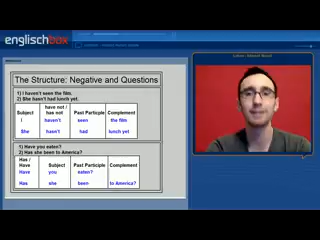 englischbox
The Structure: Negative and Questions
1) I haven't seen the film.
2) She hasn't had lunch yet.
Subject have not / has not Past Participle Complement
I haven't seen the film
She hasn't had lunch yet
1) Have you eaten?
2) Has she been to America?
Has / Have Subject Past Participle Complement
Have you eaten?
Has she been to America?